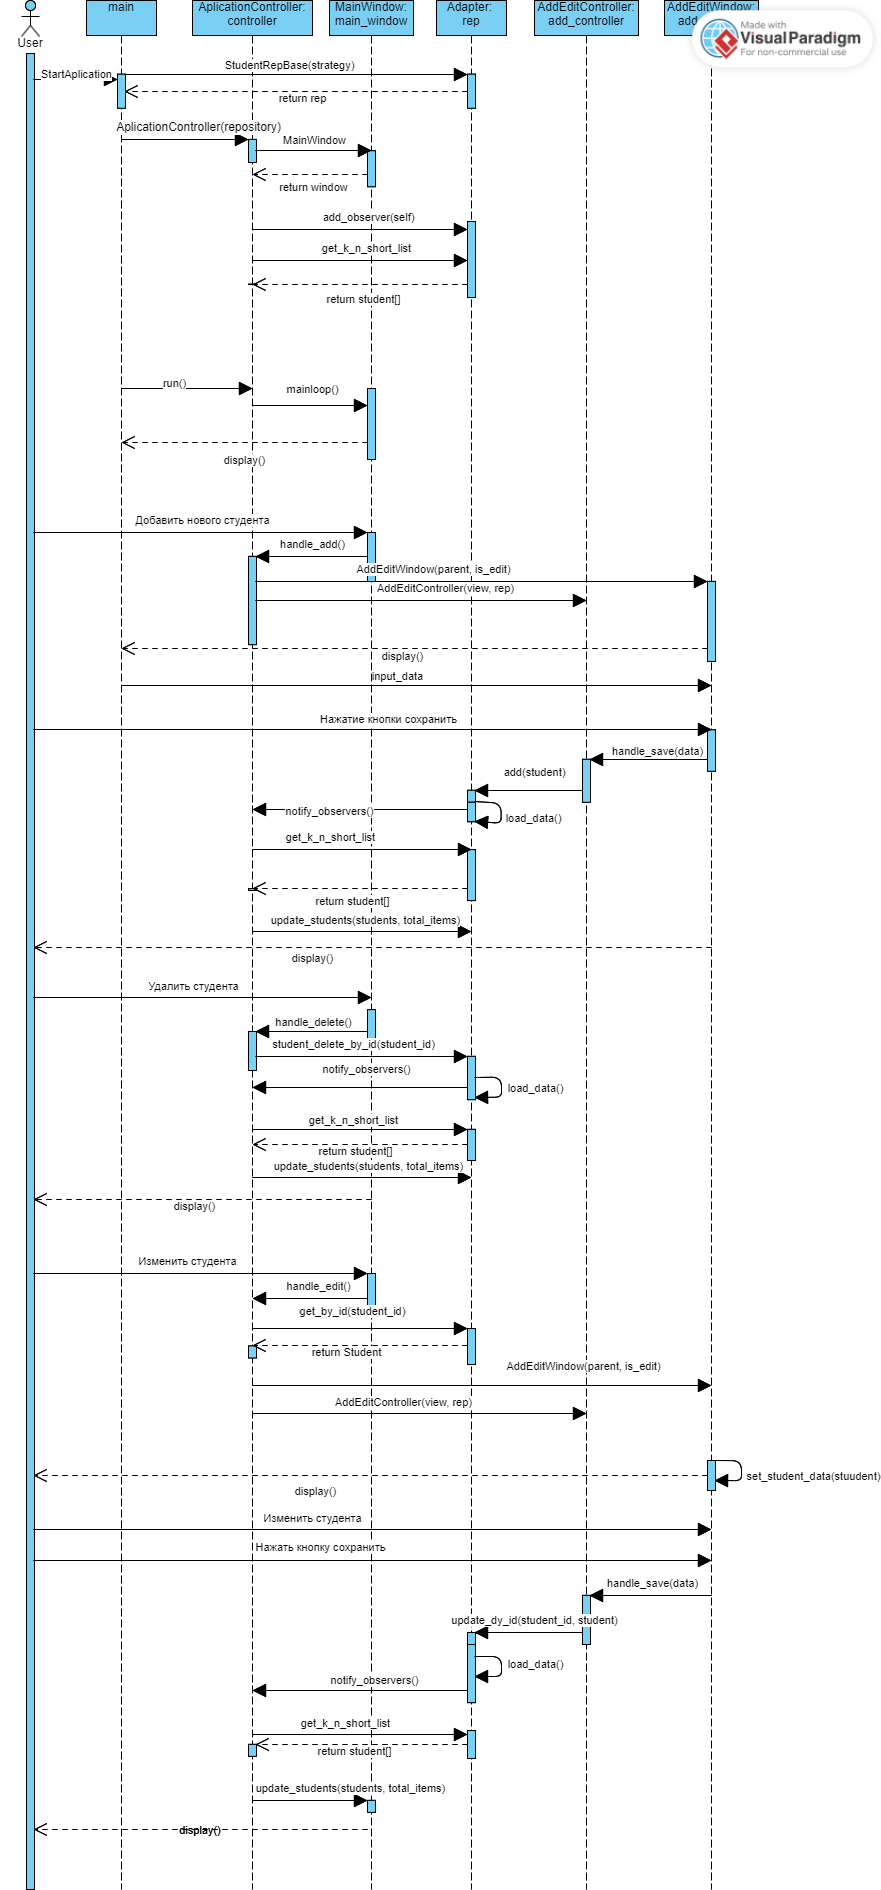 main
AplicationController:
controller
MainWindow:
main_window
Adapter:
rep
AddEditController:
add_controller
AddEditWindow:
Made with
VisualParadigm
For non-commercial use
User
StartAplication
StudentRepBase(strategy)
return rep
AplicationController(repository)
MainWindow
return window
add_observer(self)
get_k_n_short_list
return student[]
run()
mainloop()
display()
Добавить нового студента
handle_add()
AddEditWindow(parent, is_edit)
AddEditController(view, rep)
display()
input_data
Нажатие кнопки сохранить
handle_save(data)
add(student)
notify_observers()
load_data()
get_k_n_short_list
return student[]
update_students(students, total_items)
display()
Удалить студента
handle_delete()
student_delete_by_id(student_id)
notify_observers()
load_data()
get_k_n_short_list
return student[]
update_students(students, total_items)
display()
Изменить студента
handle_edit()
get_by_id(student_id)
return Student
AddEditWindow(parent, is_edit)
AddEditController(view, rep)
set_student_data(stuudent)
display()
Изменить студента
Нажать кнопку сохранить
handle_save(data)
update_dy_id(student_id, student)
load_data()
notify_observers()
get_k_n_short_list
return student[]
update_students(students, total_items)
display()